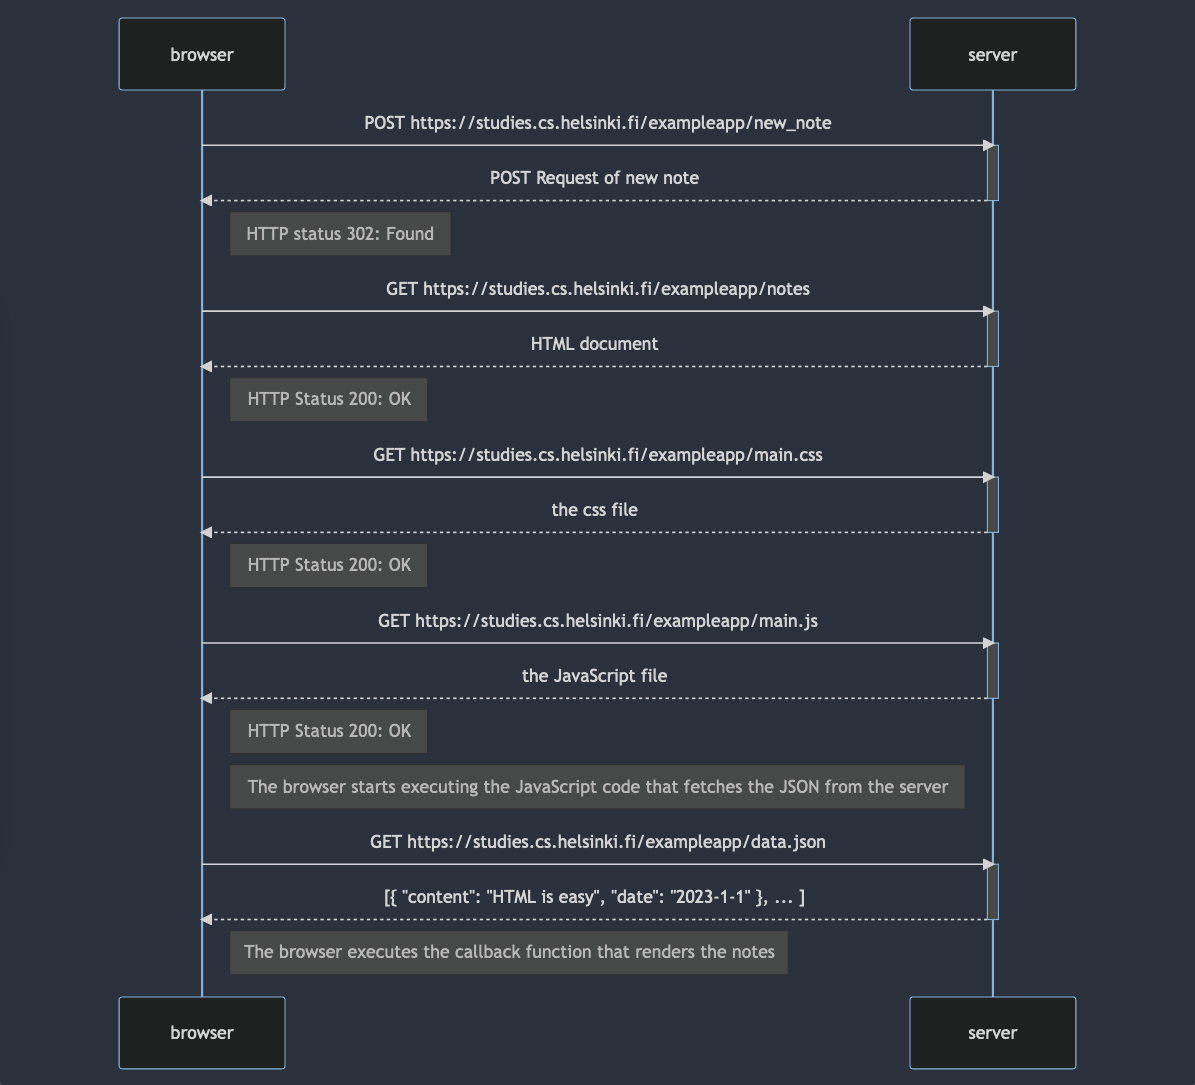 browser
server
POST https://studies.cs.helsinki.fi/exampleapp/new_note
POST Request of new note
HTTP status 302: Found
GET https://studies.cs.helsinki.fi/exampleapp/notes
HTML document
HTTP Status 200: OK
GET https://studies.cs.helsinki.fi/exampleapp/main.css
the css file
HTTP Status 200: OK
GET https://studies.cs.helsinki.fi/exampleapp/main.js
the JavaScript file
HTTP Status 200: OK
The browser starts executing the JavaScript code that fetches the JSON from the server
GET https://studies.cs.helsinki.fi/exampleapp/data.json
[{ "content": "HTML is easy", "date": "2023-1-1" }, ... ]
The browser executes the callback function that renders the notes
browser
server